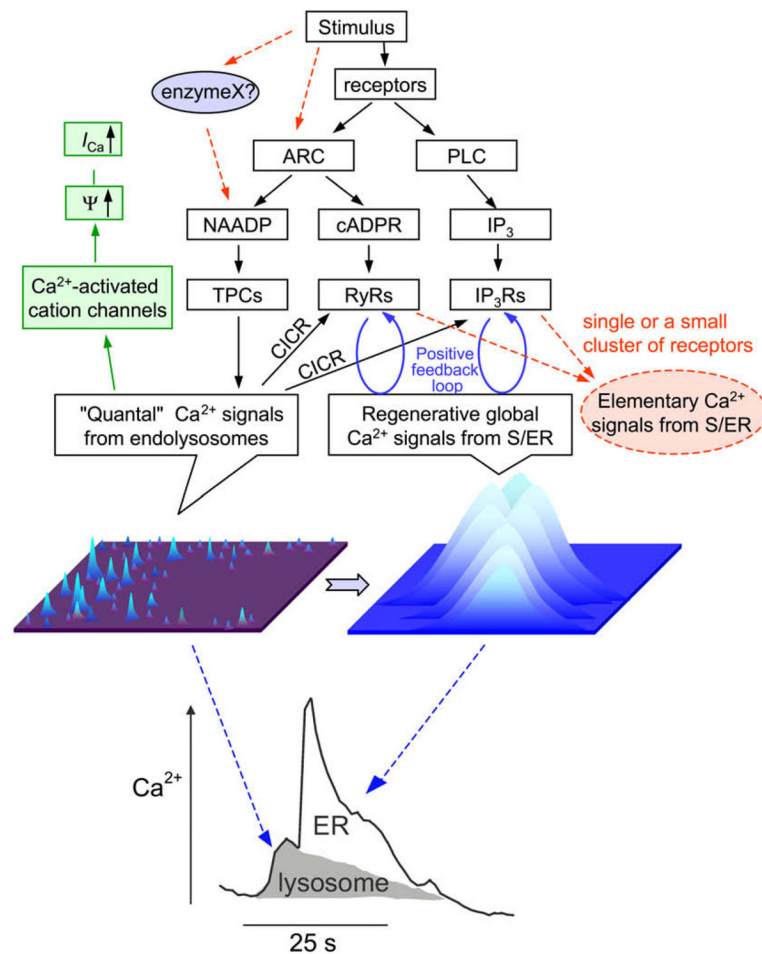 Stimulus
enzymeX?
receptors
I_Ca ↑
ARC
PLC
Ψ ↑
NAADP
cADPR
IP₃
Ca²⁺-activated
cation channels
TPCs
RyRs
IP₃Rs
CICR
CICR
Positive
feedback
loop
single or a small
cluster of receptors
"Quantal" Ca²⁺ signals
from endolysosomes
Regenerative global
Ca²⁺ signals from S/ER
Elementary Ca²⁺
signals from S/ER
Ca²⁺
ER
lysosome
25 s